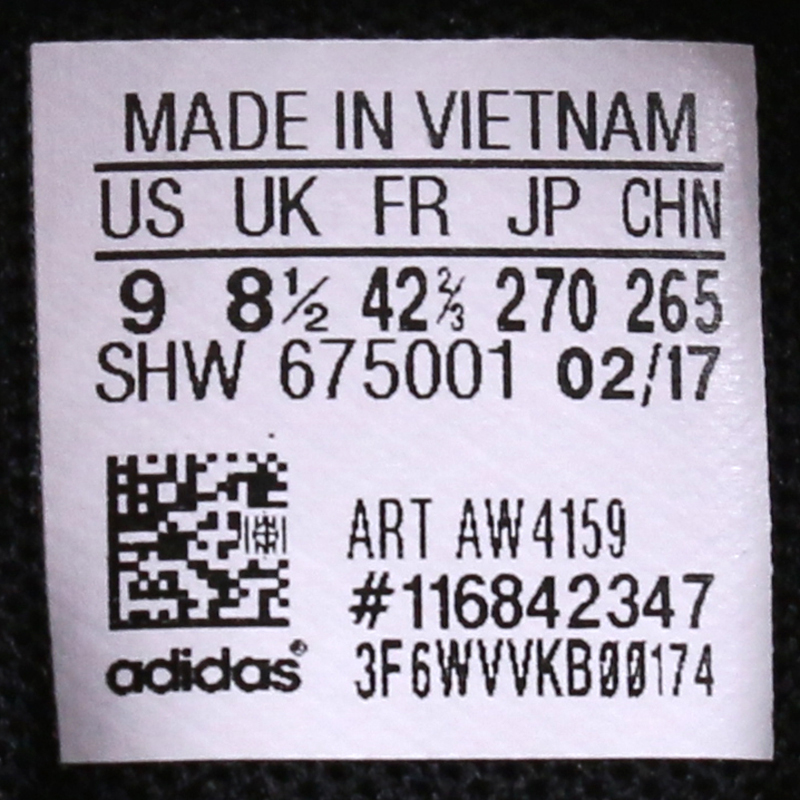 MADE IN VIETNAM
US UK FR JP CHN
9 8½ 42⅔ 270 265
SHW 675001 02/17
ART AW4159
#116842347
adidas® 3F6WVVKB00174